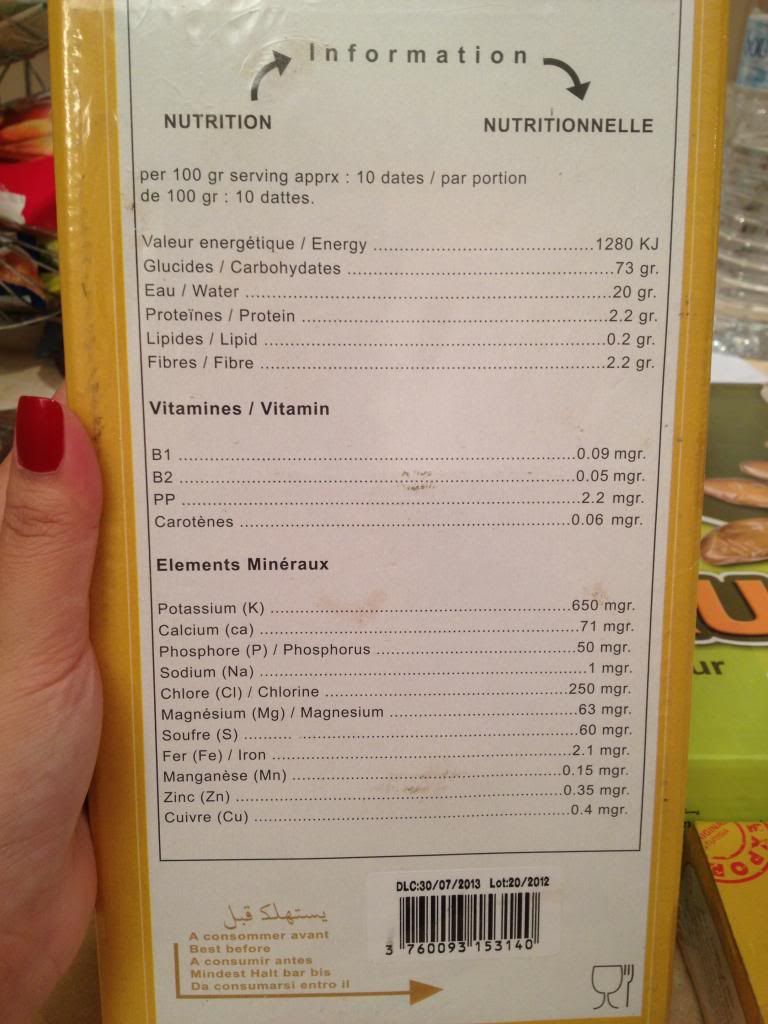 Information
NUTRITION
NUTRITIONNELLE
per 100 gr serving apprx : 10 dates / par portion
de 100 gr : 10 dattes.
Valeur energétique / Energy ........ 1280 KJ
Glucides / Carbohydates ........ 73 gr.
Eau / Water ........ 20 gr.
Proteïnes / Protein ........ 2.2 gr.
Lipides / Lipid ........ 0.2 gr.
Fibres / Fibre ........ 2.2 gr.
Vitamines / Vitamin
B1 ........ 0.09 mgr.
B2 ........ 0.05 mgr.
PP ........ 2.2 mgr.
Carotènes ........ 0.06 mgr.
Elements Minéraux
Potassium (K) ........ 650 mgr.
Calcium (ca) ........ 71 mgr.
Phosphore (P) / Phosphorus ........ 50 mgr.
Sodium (Na) ........ 1 mgr.
Chlore (Cl) / Chlorine ........ 250 mgr.
Magnésium (Mg) / Magnesium ........ 63 mgr.
Soufre (S) ........ 60 mgr.
Fer (Fe) / Iron ........ 2.1 mgr.
Manganèse (Mn) ........ 0.15 mgr.
Zinc (Zn) ........ 0.35 mgr.
Cuivre (Cu) ........ 0.4 mgr.
DLC:30/07/2013 Lot:20/2012
3 760093 153140
يستهلك قبل
A consommer avant
Best before
A consumir antes
Mindest Halt bar bis
Da consumarsi entro il